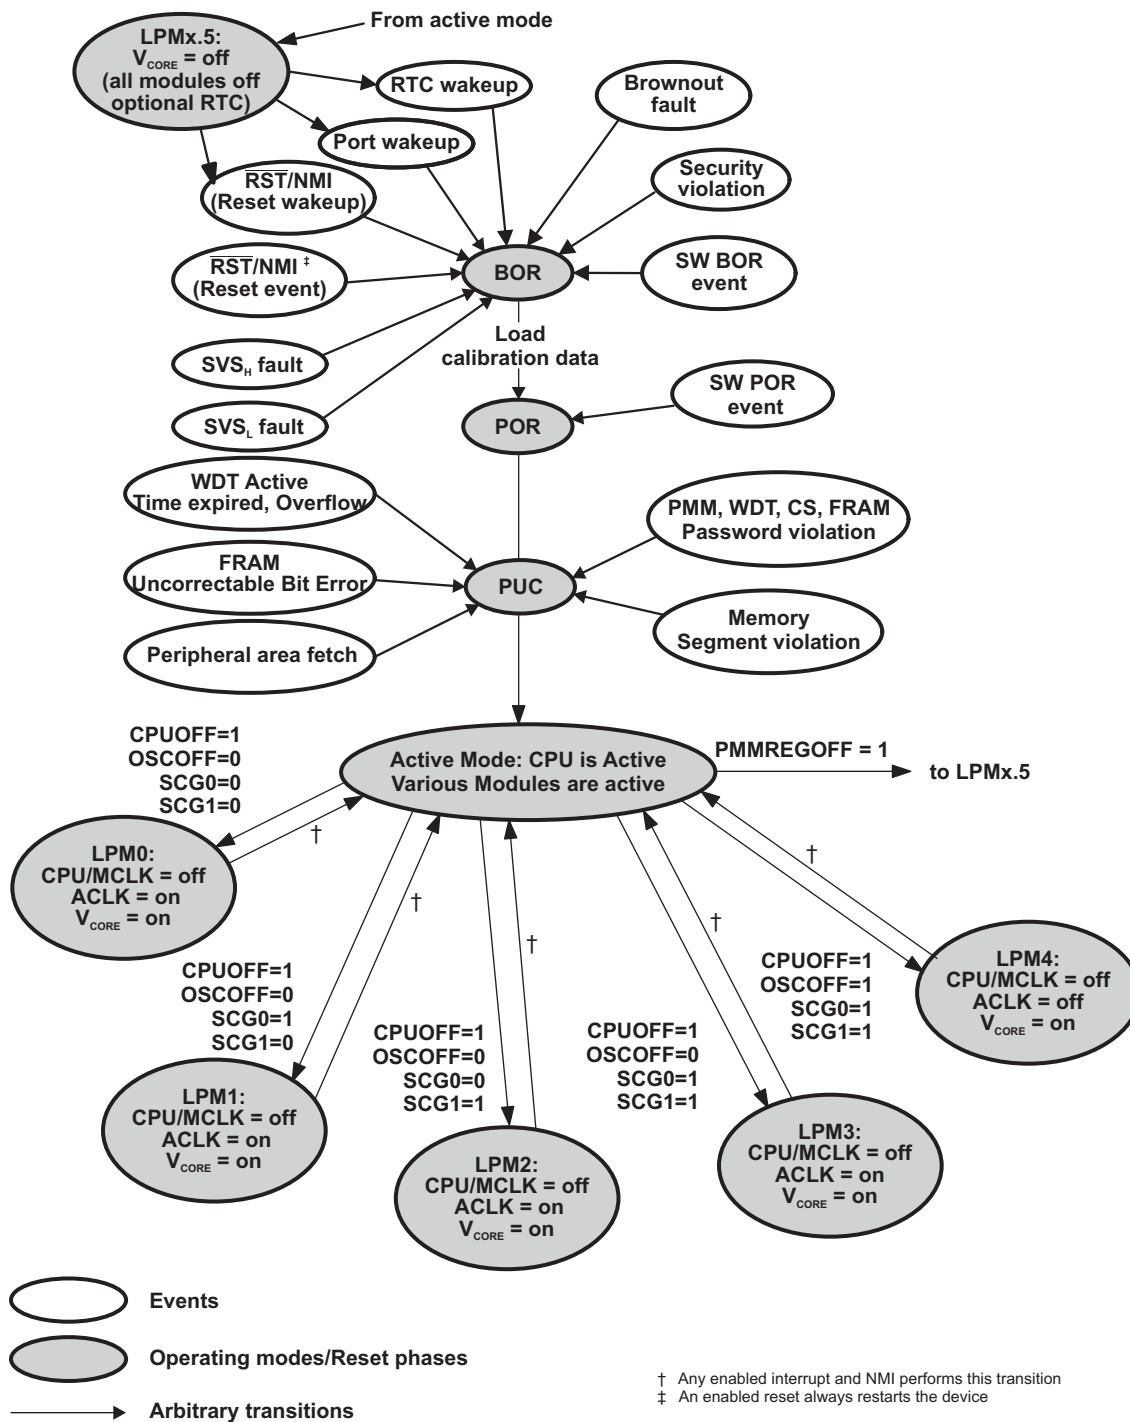 From active mode
LPMx.5:
VCORE = off
(all modules off
optional RTC)
RTC wakeup
Brownout
fault
Port wakeup
Security
violation
RST/NMI
(Reset wakeup)
BOR
RST/NMI ‡
(Reset event)
SW BOR
event
Load
calibration data
SVSH fault
SW POR
event
SVSL fault
POR
WDT Active
Time expired, Overflow
PMM, WDT, CS, FRAM
Password violation
FRAM
Uncorrectable Bit Error
PUC
Memory
Segment violation
Peripheral area fetch
CPUOFF=1
OSCOFF=0
SCG0=0
SCG1=0
Active Mode: CPU is Active
Various Modules are active
PMMREGOFF = 1
to LPMx.5
†
†
†
†
†
LPM0:
CPU/MCLK = off
ACLK = on
VCORE = on
CPUOFF=1
OSCOFF=0
SCG0=1
SCG1=0
CPUOFF=1
OSCOFF=0
SCG0=0
SCG1=1
CPUOFF=1
OSCOFF=0
SCG0=1
SCG1=1
CPUOFF=1
OSCOFF=1
SCG0=1
SCG1=1
LPM4:
CPU/MCLK = off
ACLK = off
VCORE = on
LPM1:
CPU/MCLK = off
ACLK = on
VCORE = on
LPM2:
CPU/MCLK = off
ACLK = on
VCORE = on
LPM3:
CPU/MCLK = off
ACLK = on
VCORE = on
Events
Operating modes/Reset phases
Arbitrary transitions
† Any enabled interrupt and NMI performs this transition
‡ An enabled reset always restarts the device